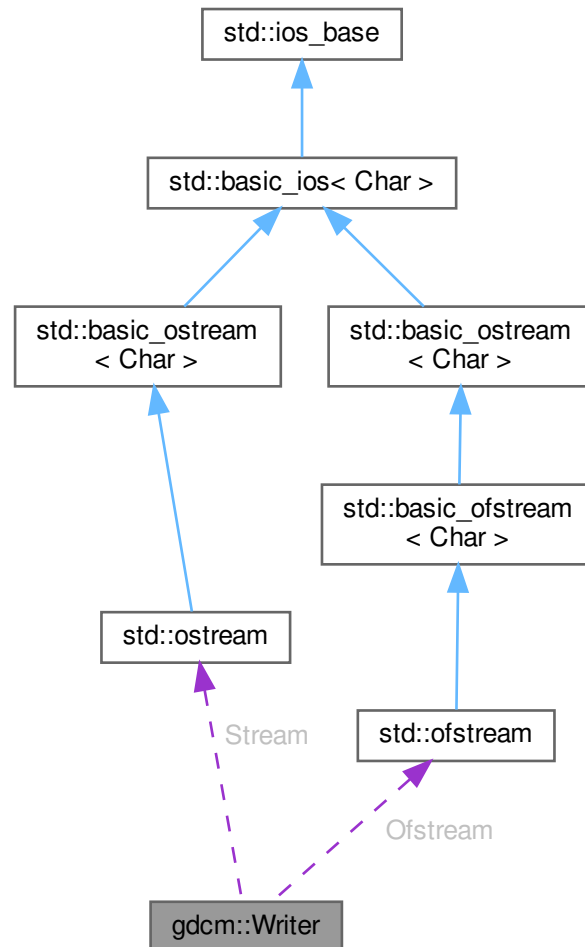 std::ios_base
std::basic_ios< Char >
std::basic_ostream
< Char >
std::basic_ostream
< Char >
std::basic_ofstream
< Char >
std::ostream
std::ofstream
Stream
Ofstream
gdcm::Writer